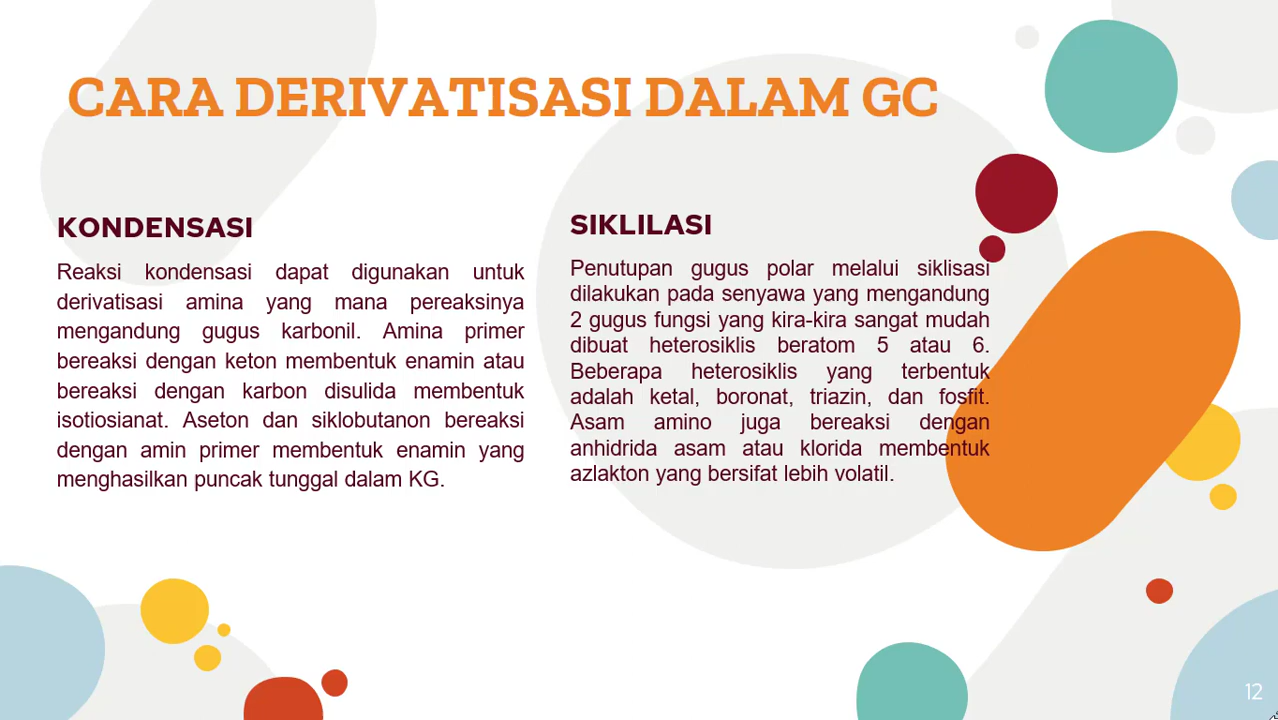 CARA DERIVATISASI DALAM GC
KONDENSASI
Reaksi kondensasi dapat digunakan untuk
derivatisasi amina yang mana pereaksinya
mengandung gugus karbonil. Amina primer
bereaksi dengan keton membentuk enamin atau
bereaksi dengan karbon disulida membentuk
isotiosianat. Aseton dan siklobutanon bereaksi
dengan amin primer membentuk enamin yang
menghasilkan puncak tunggal dalam KG.
SIKLILASI
Penutupan gugus polar melalui siklisasi
dilakukan pada senyawa yang mengandung
2 gugus fungsi yang kira-kira sangat mudah
dibuat heterosiklis beratom 5 atau 6.
Beberapa heterosiklis yang terbentuk
adalah ketal, boronat, triazin, dan fosfit.
Asam amino juga bereaksi dengan
anhidrida asam atau klorida membentuk
azlakton yang bersifat lebih volatil.
12